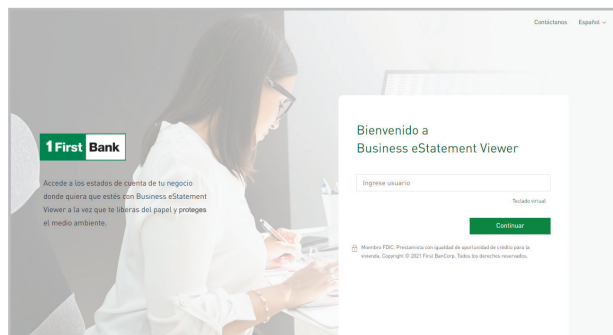 Contáctanos Español
1FirstBank
Accede a los estados de cuenta de tu negocio
donde quiera que estés con Business eStatement
Viewer a la vez que te liberas del papel y proteges
el medio ambiente.
Bienvenido a
Business eStatement Viewer
Ingrese usuario
Teclado virtual
Continuar
Miembro FDIC. Prestamista con igualdad de oportunidad de crédito para la
vivienda. Copyright © 2021 First BanCorp. Todos los derechos reservados.